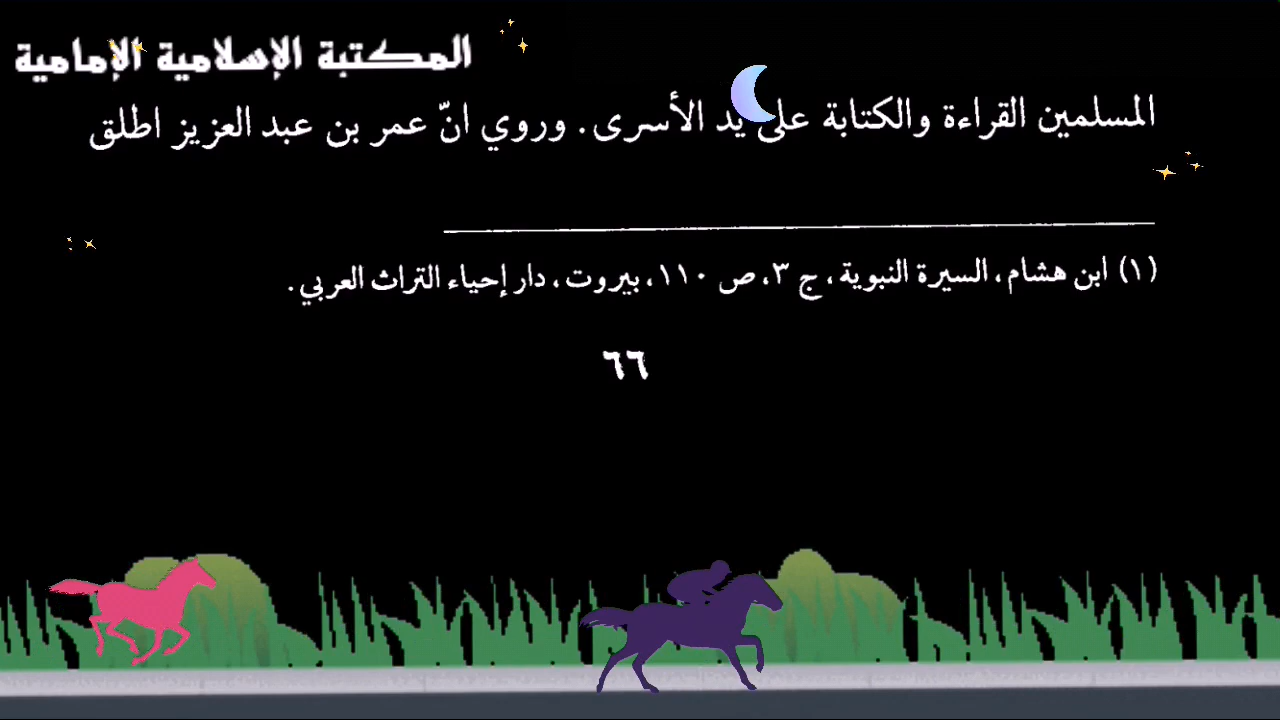 المكتبة الإسلامية الإمامية
المسلمين القراءة والكتابة على يد الأسرى. وروي انّ عمر بن عبد العزيز اطلق
(١) ابن هشام، السيرة النبوية، ج ٣، ص ١١٠، بيروت، دار إحياء التراث العربي.
٦٦